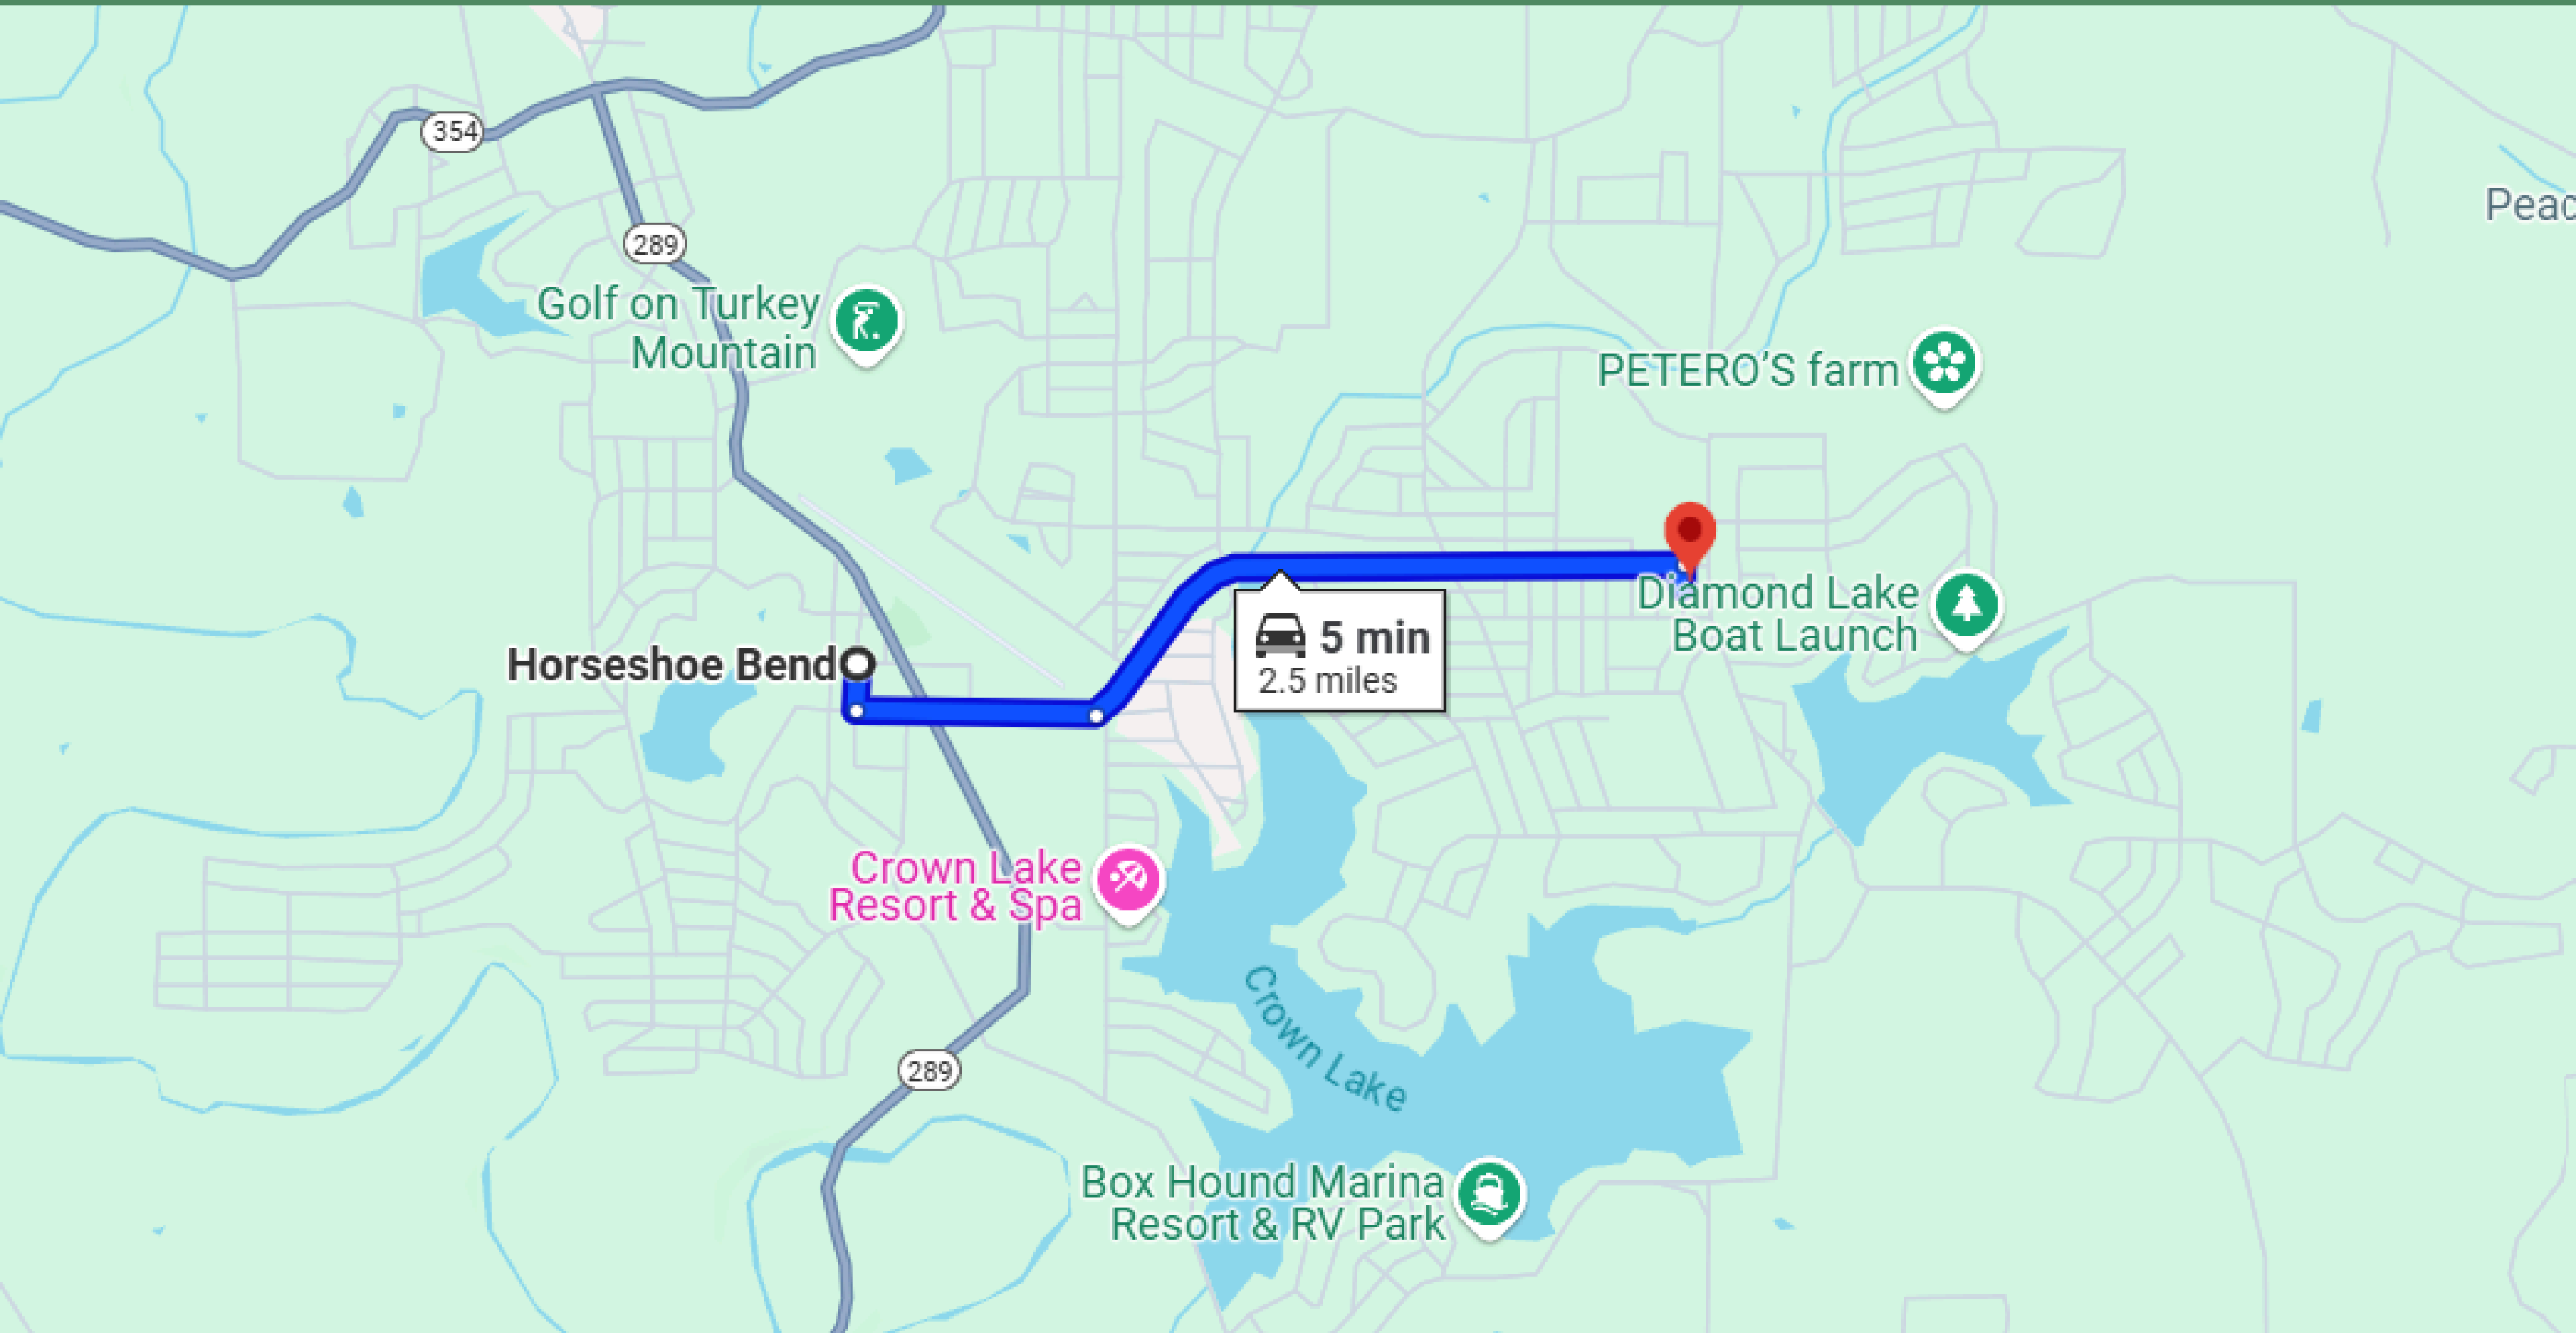 354
289
Peac
Golf on Turkey
Mountain
PETERO'S farm
Diamond Lake
Boat Launch
5 min
2.5 miles
Horseshoe Bend
Crown Lake
Resort & Spa
Crown Lake
289
Box Hound Marina
Resort & RV Park